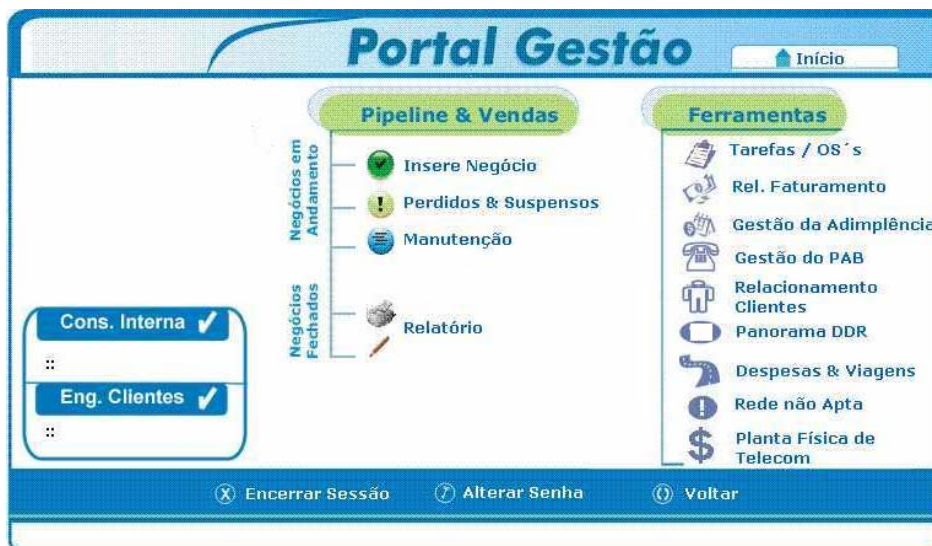 Portal Gestão
Início
Pipeline & Vendas
Negócios em
Andamento
Insere Negócio
Perdidos & Suspensos
Manutenção
Negócios
Fechados
Relatório
Ferramentas
Tarefas / OS´s
Rel. Faturamento
Gestão da Adimplência
Gestão do PAB
Relacionamento
Clientes
Panorama DDR
Despesas & Viagens
Rede não Apta
Planta Física de
Telecom
Cons. Interna
::
Eng. Clientes
::
Encerrar Sessão
Alterar Senha
Voltar